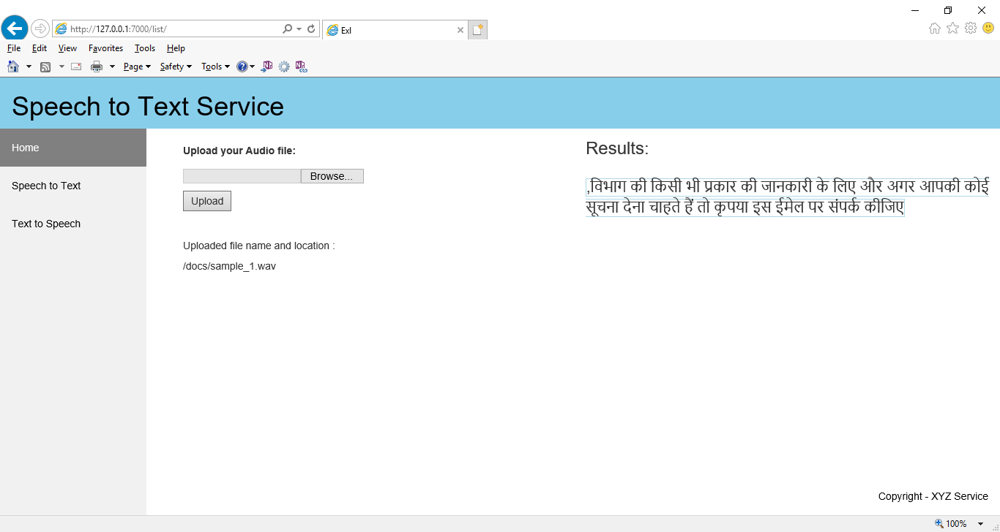 http://127.0.0.1:7000/list/
ExI
File Edit View Favorites Tools Help
Page Safety Tools
Speech to Text Service
Home
Speech to Text
Text to Speech
Upload your Audio file:
Browse...
Upload
Uploaded file name and location :
/docs/sample_1.wav
Results:
,विभाग की किसी भी प्रकार की जानकारी के लिए और अगर आपकी कोई
सूचना देना चाहते हैं तो कृपया इस ईमेल पर संपर्क कीजिए
Copyright - XYZ Service
100%